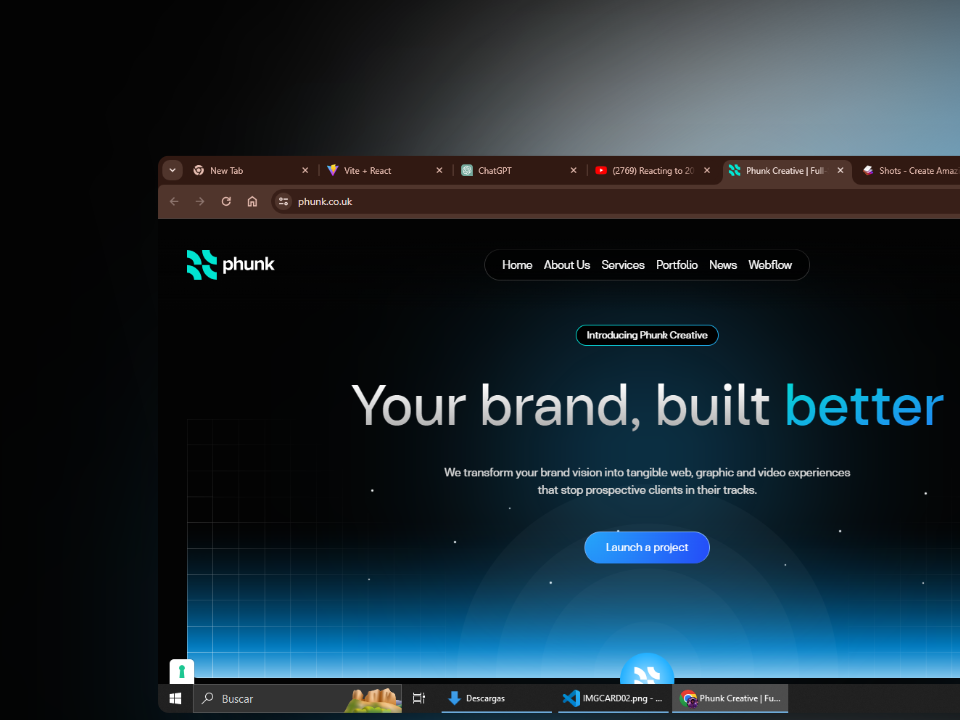 New Tab
Vite + React
ChatGPT
(2769) Reacting to 20
Phunk Creative | Full-
Shots - Create Amaz
phunk.co.uk
phunk
Home About Us Services Portfolio News Webflow
Introducing Phunk Creative
Your brand, built better
We transform your brand vision into tangible web, graphic and video experiences
that stop prospective clients in their tracks.
Launch a project
Buscar
Descargas
IMGCARD02.png - ...
Phunk Creative | Fu...